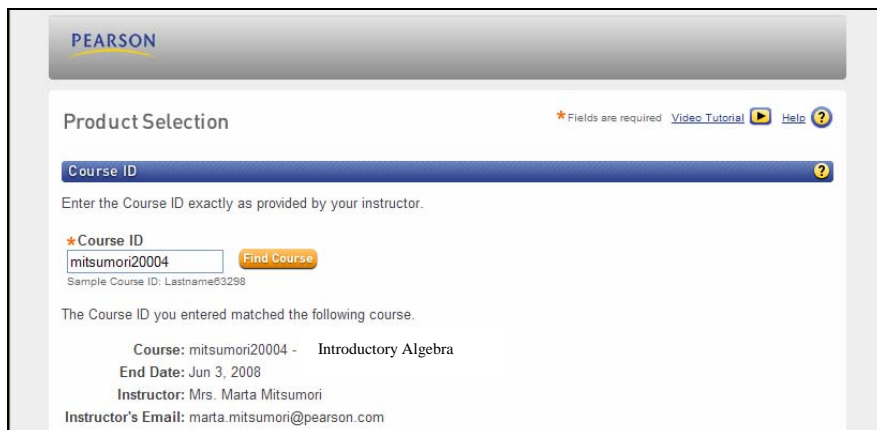 PEARSON
Product Selection
* Fields are required Video Tutorial Help ?
Course ID ?
Enter the Course ID exactly as provided by your instructor.
* Course ID
mitsumori20004 Find Course
Sample Course ID: Lastname63298
The Course ID you entered matched the following course.
Course: mitsumori20004 - Introductory Algebra
End Date: Jun 3, 2008
Instructor: Mrs. Marta Mitsumori
Instructor's Email: marta.mitsumori@pearson.com